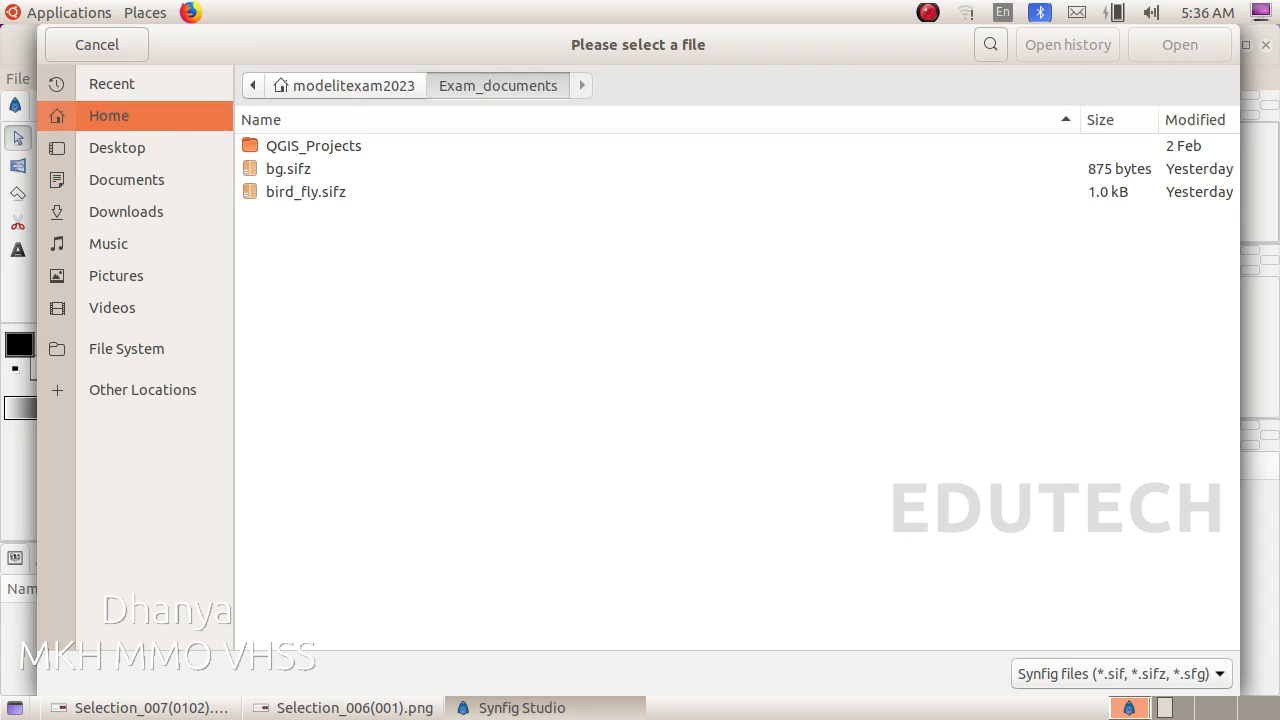 Applications Places En 5:36 AM
Cancel Please select a file Open history Open
File
Recent
Home
Desktop
Documents
Downloads
Music
Pictures
Videos
File System
Other Locations
modelitexam2023 Exam_documents
Name Size Modified
QGIS_Projects 2 Feb
bg.sifz 875 bytes Yesterday
bird_fly.sifz 1.0 kB Yesterday
EDUTECH
Nam
Dhanya
MKH MMO VHSS
Synfig files (*.sif, *.sifz, *.sfg)
Selection_007(0102).... Selection_006(001).png Synfig Studio